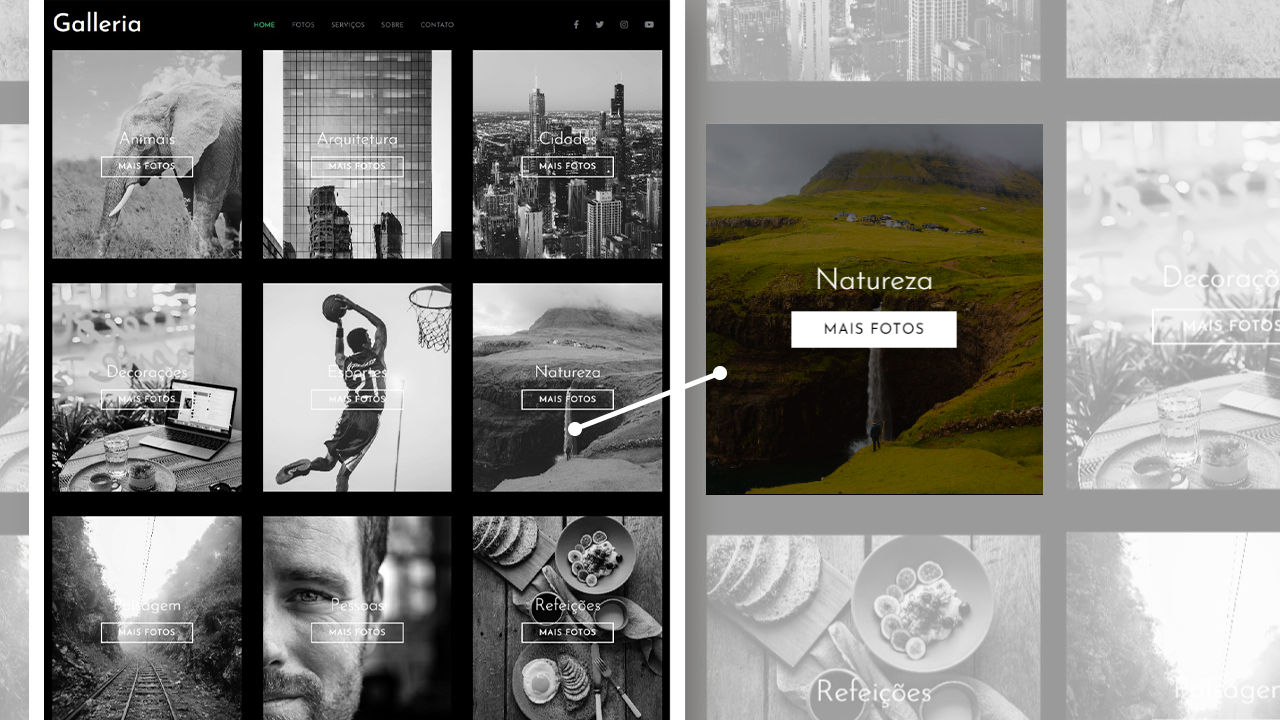 Galleria
HOME FOTOS SERVIÇOS SOBRE CONTATO
Animais
MAIS FOTOS
Arquitetura
MAIS FOTOS
Cidades
MAIS FOTOS
Decorações
MAIS FOTOS
Esportes
MAIS FOTOS
21
Natureza
MAIS FOTOS
Paisagem
MAIS FOTOS
Pessoas
MAIS FOTOS
Refeições
MAIS FOTOS
Natureza
MAIS FOTOS
Decoraçõ
MAIS FOTOS
Refeições
Paisagem